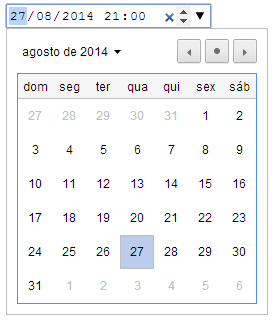 27/08/2014 21:00
agosto de 2014
dom seg ter qua qui sex sáb
27 28 29 30 31 1 2
3 4 5 6 7 8 9
10 11 12 13 14 15 16
17 18 19 20 21 22 23
24 25 26 27 28 29 30
31 1 2 3 4 5 6